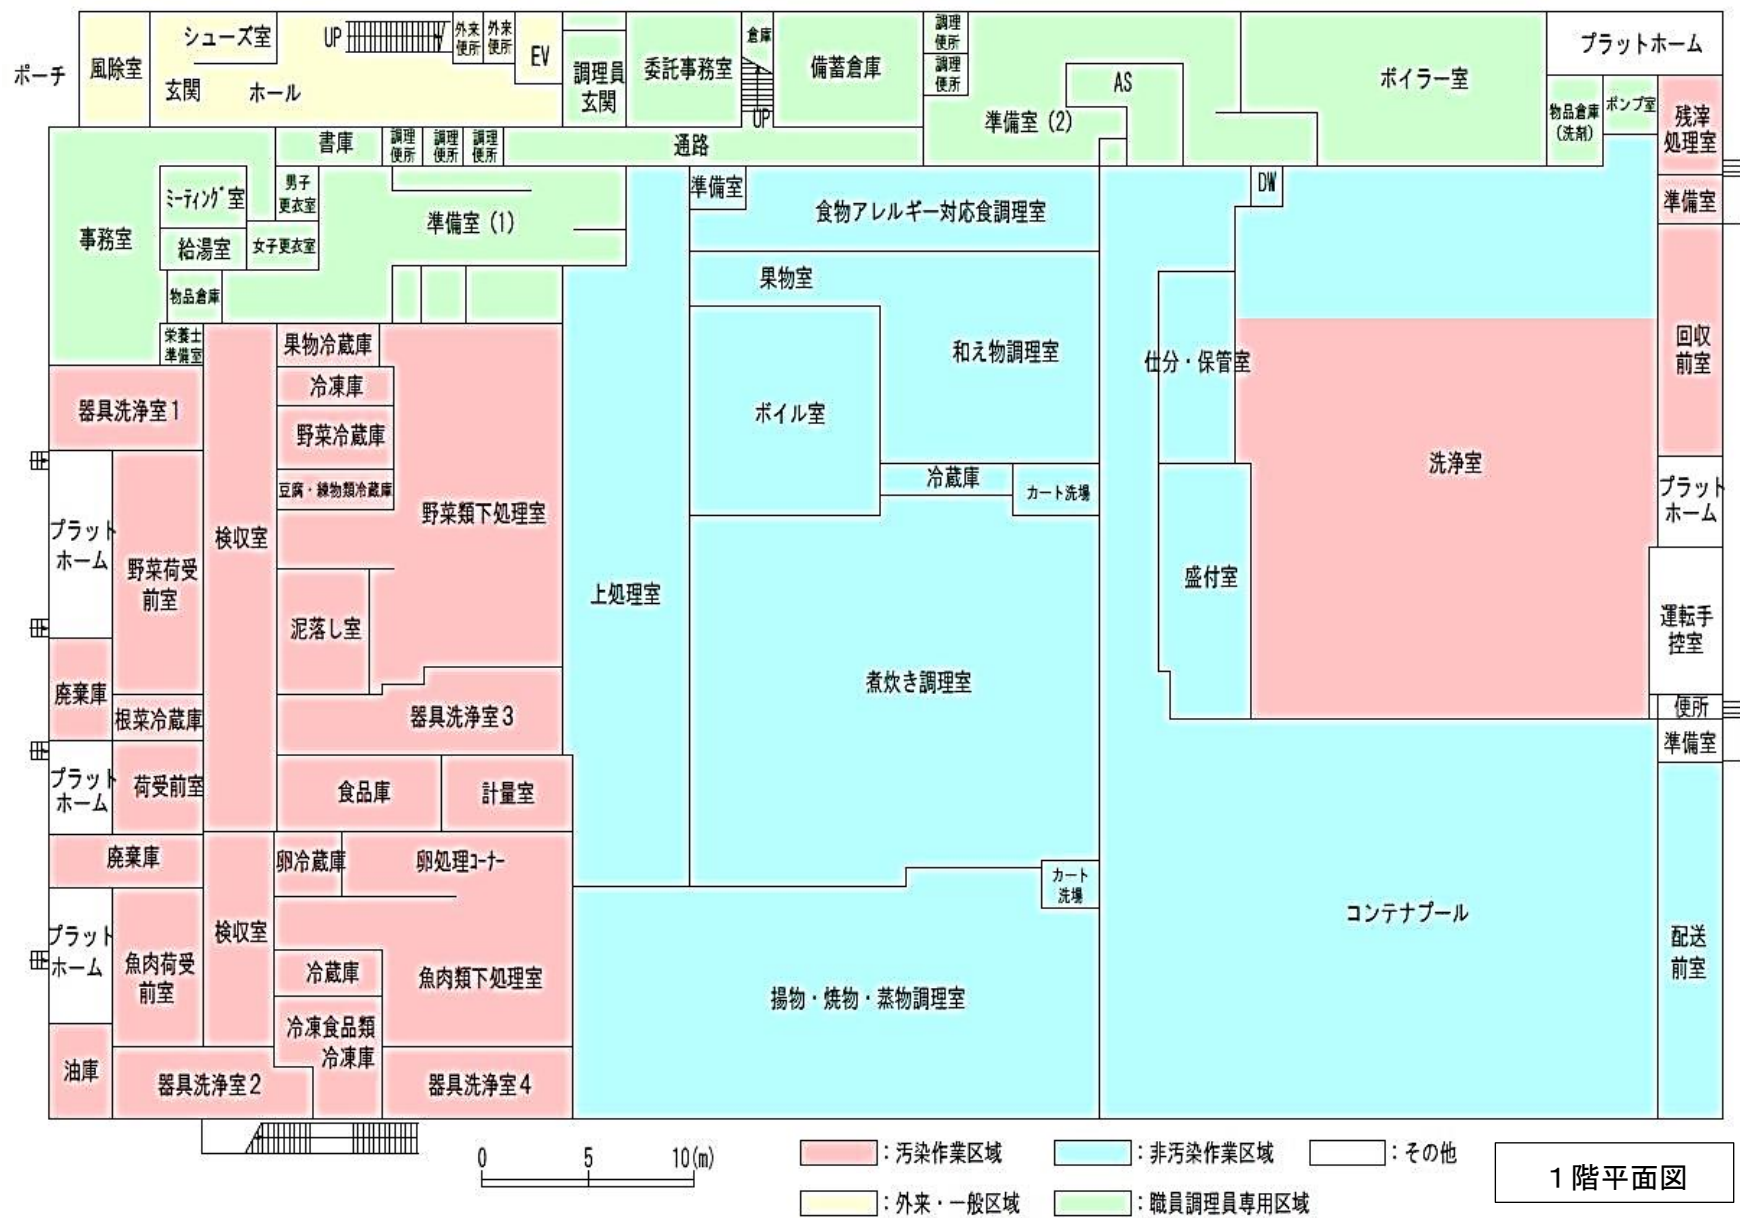 ポーチ
風除室
シューズ室
玄関
ホール
UP
外来
便所
外来
便所
EV
調理員
玄関
委託事務室
倉庫
UP
備蓄倉庫
調理
便所
調理
便所
準備室(2)
AS
ボイラー室
プラットホーム
物品倉庫
(洗剤)
ポンプ室
残滓
処理室
準備室
書庫
調理
便所
調理
便所
調理
便所
通路
事務室
ミーティング室
給湯室
男子
更衣室
女子更衣室
物品倉庫
栄養士
準備室
準備室(1)
準備室
食物アレルギー対応食調理室
DW
果物室
和え物調理室
ボイル室
冷蔵庫
カート洗場
仕分・保管室
洗浄室
回収
前室
プラット
ホーム
運転手
控室
便所
準備室
器具洗浄室1
果物冷蔵庫
冷凍庫
野菜冷蔵庫
豆腐・練物類冷蔵庫
野菜類下処理室
検収室
プラット
ホーム
野菜荷受
前室
泥落し室
上処理室
煮炊き調理室
盛付室
廃棄庫
根菜冷蔵庫
器具洗浄室3
プラット
ホーム
荷受前室
食品庫
計量室
廃棄庫
卵冷蔵庫
卵処理コーナー
カート
洗場
コンテナプール
配送
前室
プラット
ホーム
魚肉荷受
前室
検収室
冷蔵庫
魚肉類下処理室
冷凍食品類
冷凍庫
揚物・焼物・蒸物調理室
油庫
器具洗浄室2
器具洗浄室4
0 5 10(m)
:汚染作業区域
:非汚染作業区域
:その他
:外来・一般区域
:職員調理員専用区域
1階平面図